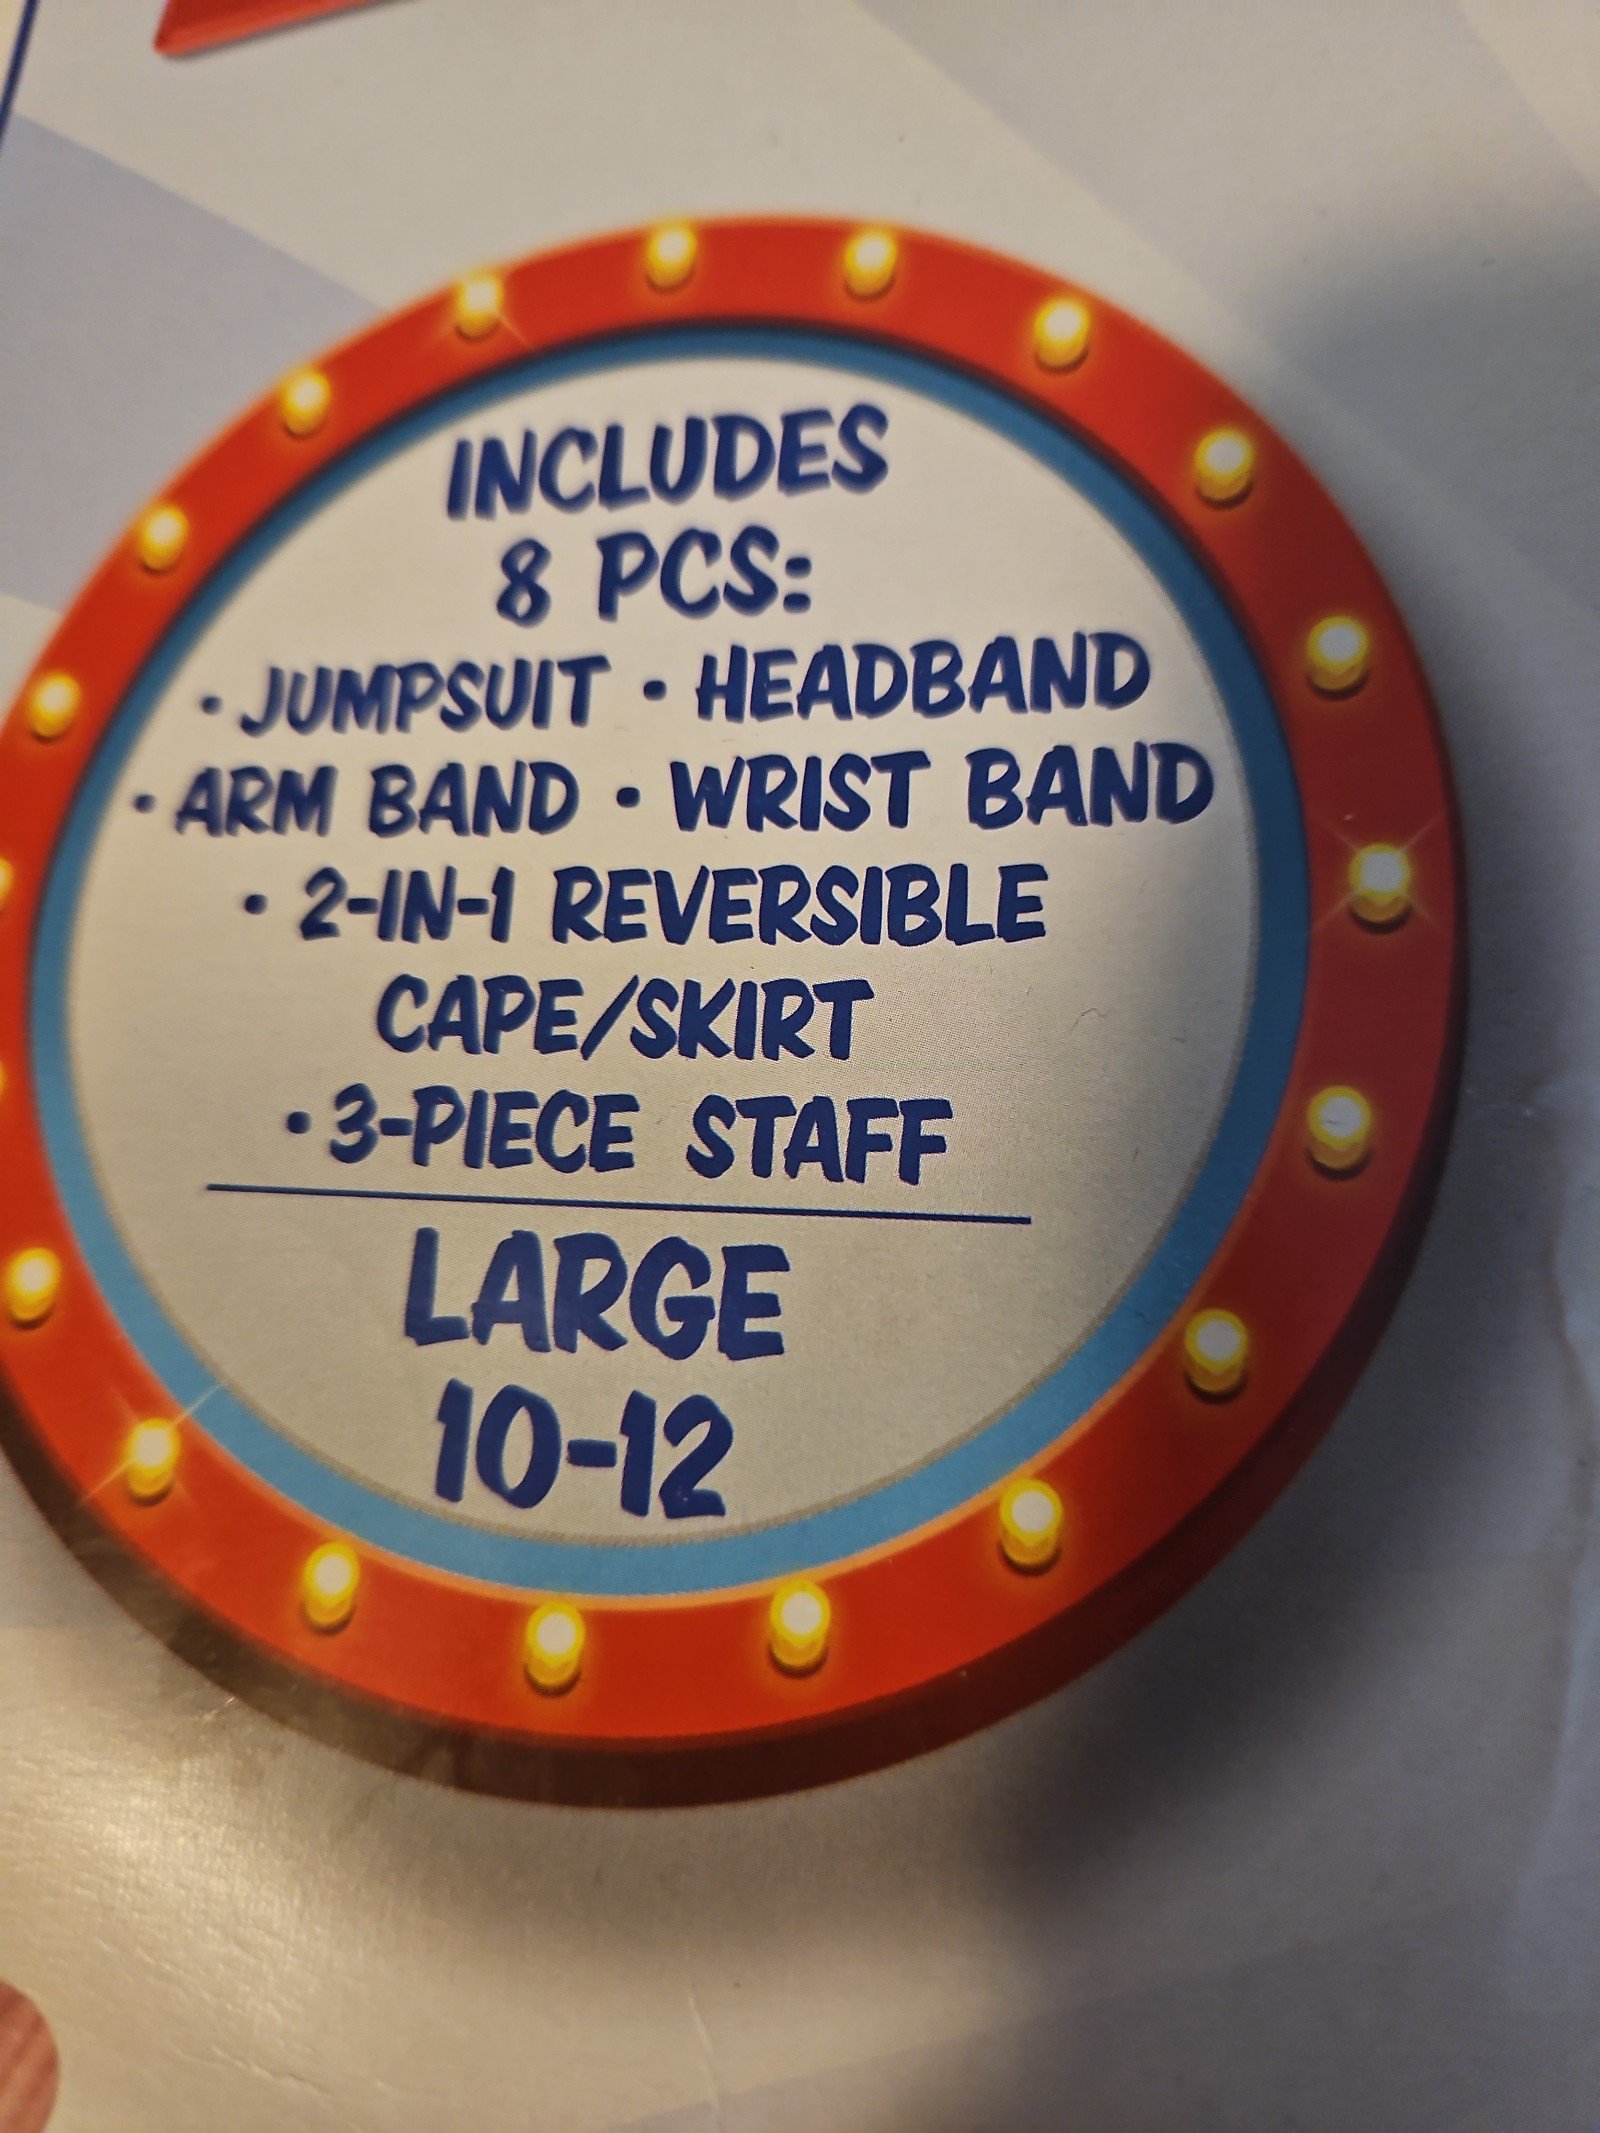 INCLUDES
8 PCS:
• JUMPSUIT • HEADBAND
• ARM BAND • WRIST BAND
• 2-IN-1 REVERSIBLE
CAPE/SKIRT
• 3-PIECE STAFF
LARGE
10-12